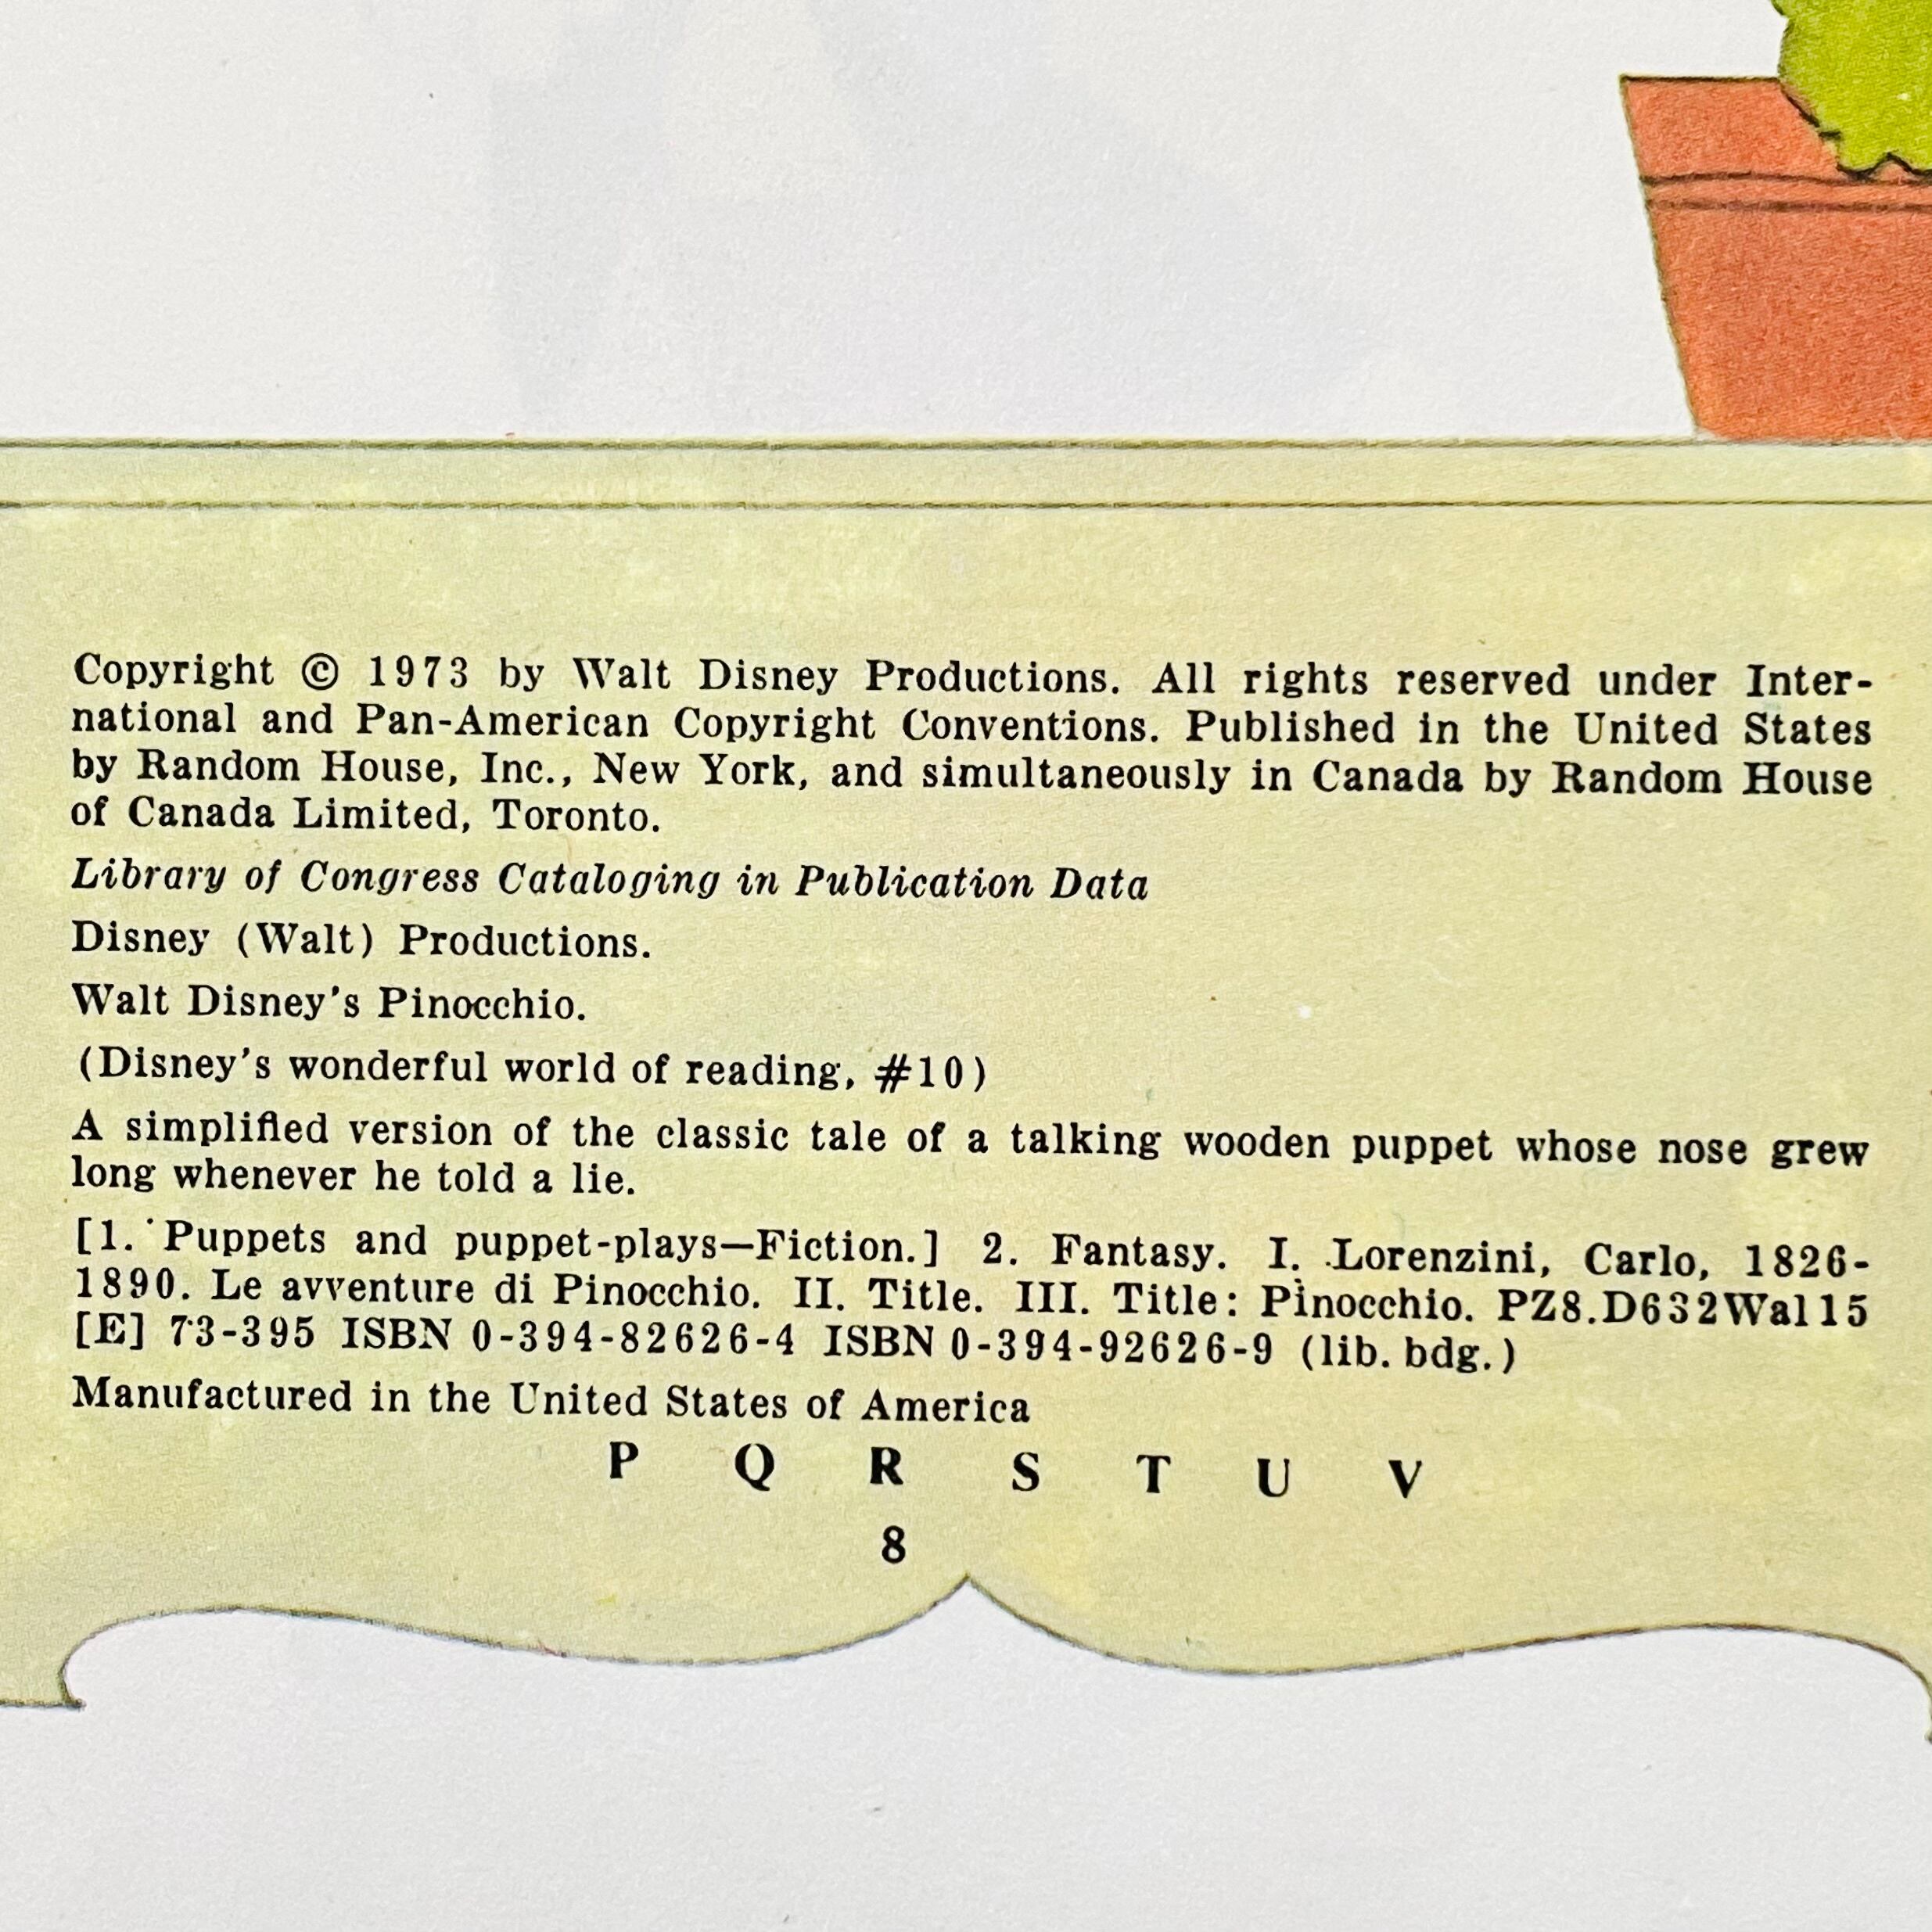 Copyright © 1973 by Walt Disney Productions. All rights reserved under Inter-
national and Pan-American Copyright Conventions. Published in the United States
by Random House, Inc., New York, and simultaneously in Canada by Random House
of Canada Limited, Toronto.
Library of Congress Cataloging in Publication Data
Disney (Walt) Productions.
Walt Disney's Pinocchio.
(Disney's wonderful world of reading, #10)
A simplified version of the classic tale of a talking wooden puppet whose nose grew
long whenever he told a lie.
[1. Puppets and puppet-plays—Fiction.] 2. Fantasy. I. Lorenzini, Carlo, 1826-
1890. Le avventure di Pinocchio. II. Title. III. Title: Pinocchio. PZ8.D632Wal15
[E] 73-395 ISBN 0-394-82626-4 ISBN 0-394-92626-9 (lib. bdg.)
Manufactured in the United States of America
P Q R S T U V
8